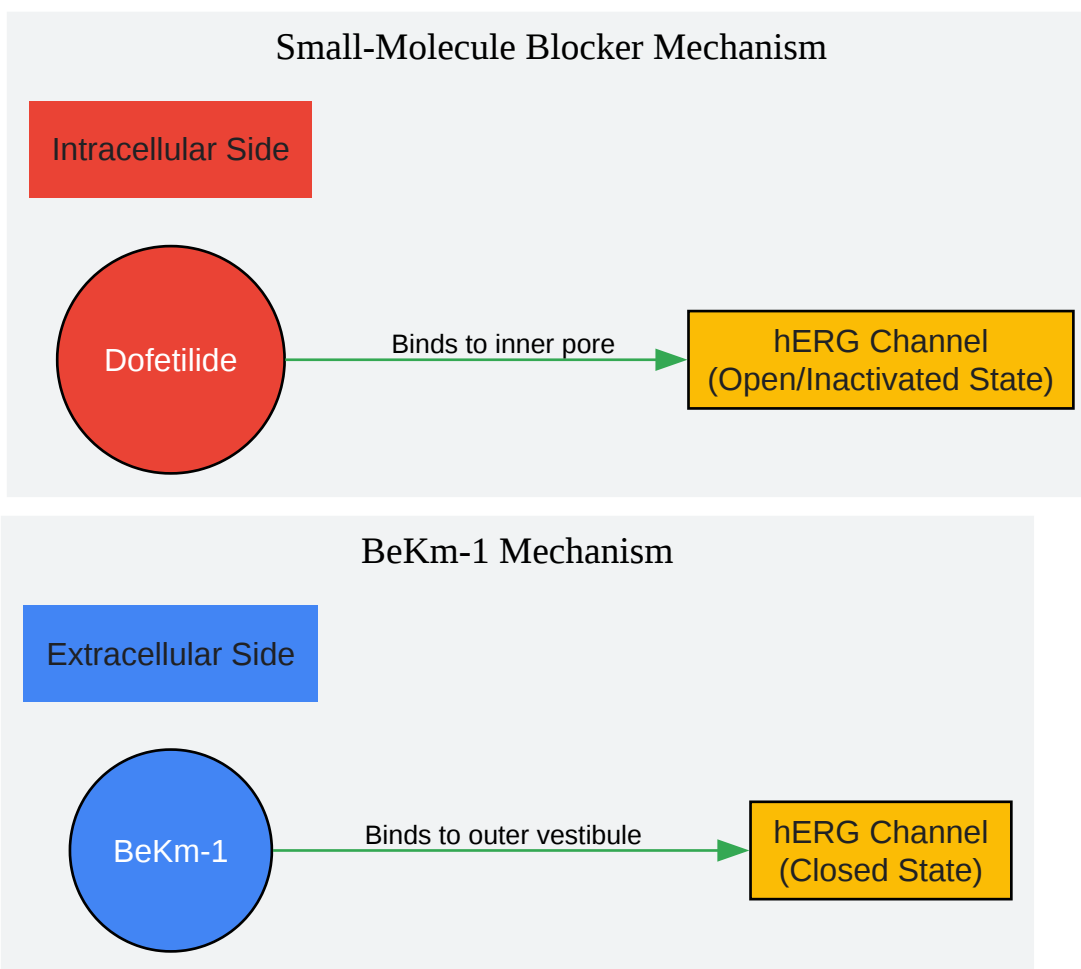 Small-Molecule Blocker Mechanism
Intracellular Side
Dofetilide
Binds to inner pore
hERG Channel
(Open/Inactivated State)
BeKm-1 Mechanism
Extracellular Side
BeKm-1
Binds to outer vestibule
hERG Channel
(Closed State)